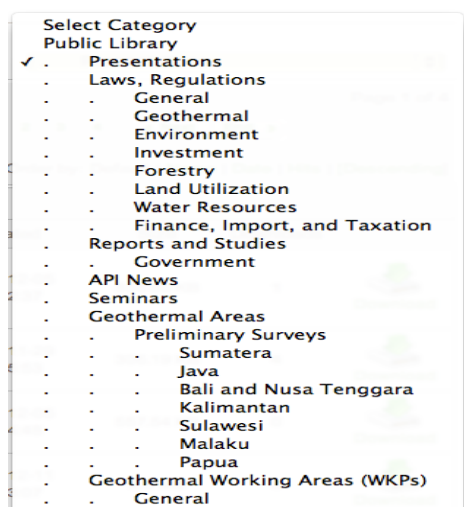 Select Category
Public Library
✓ . Presentations
. Laws, Regulations
. . General
. . Geothermal
. . Environment
. . Investment
. . Forestry
. . Land Utilization
. . Water Resources
. . Finance, Import, and Taxation
. Reports and Studies
. . Government
. API News
. Seminars
. Geothermal Areas
. . Preliminary Surveys
. . . Sumatera
. . . Java
. . . Bali and Nusa Tenggara
. . . Kalimantan
. . . Sulawesi
. . . Malaku
. . . Papua
. Geothermal Working Areas (WKPs)
. . General